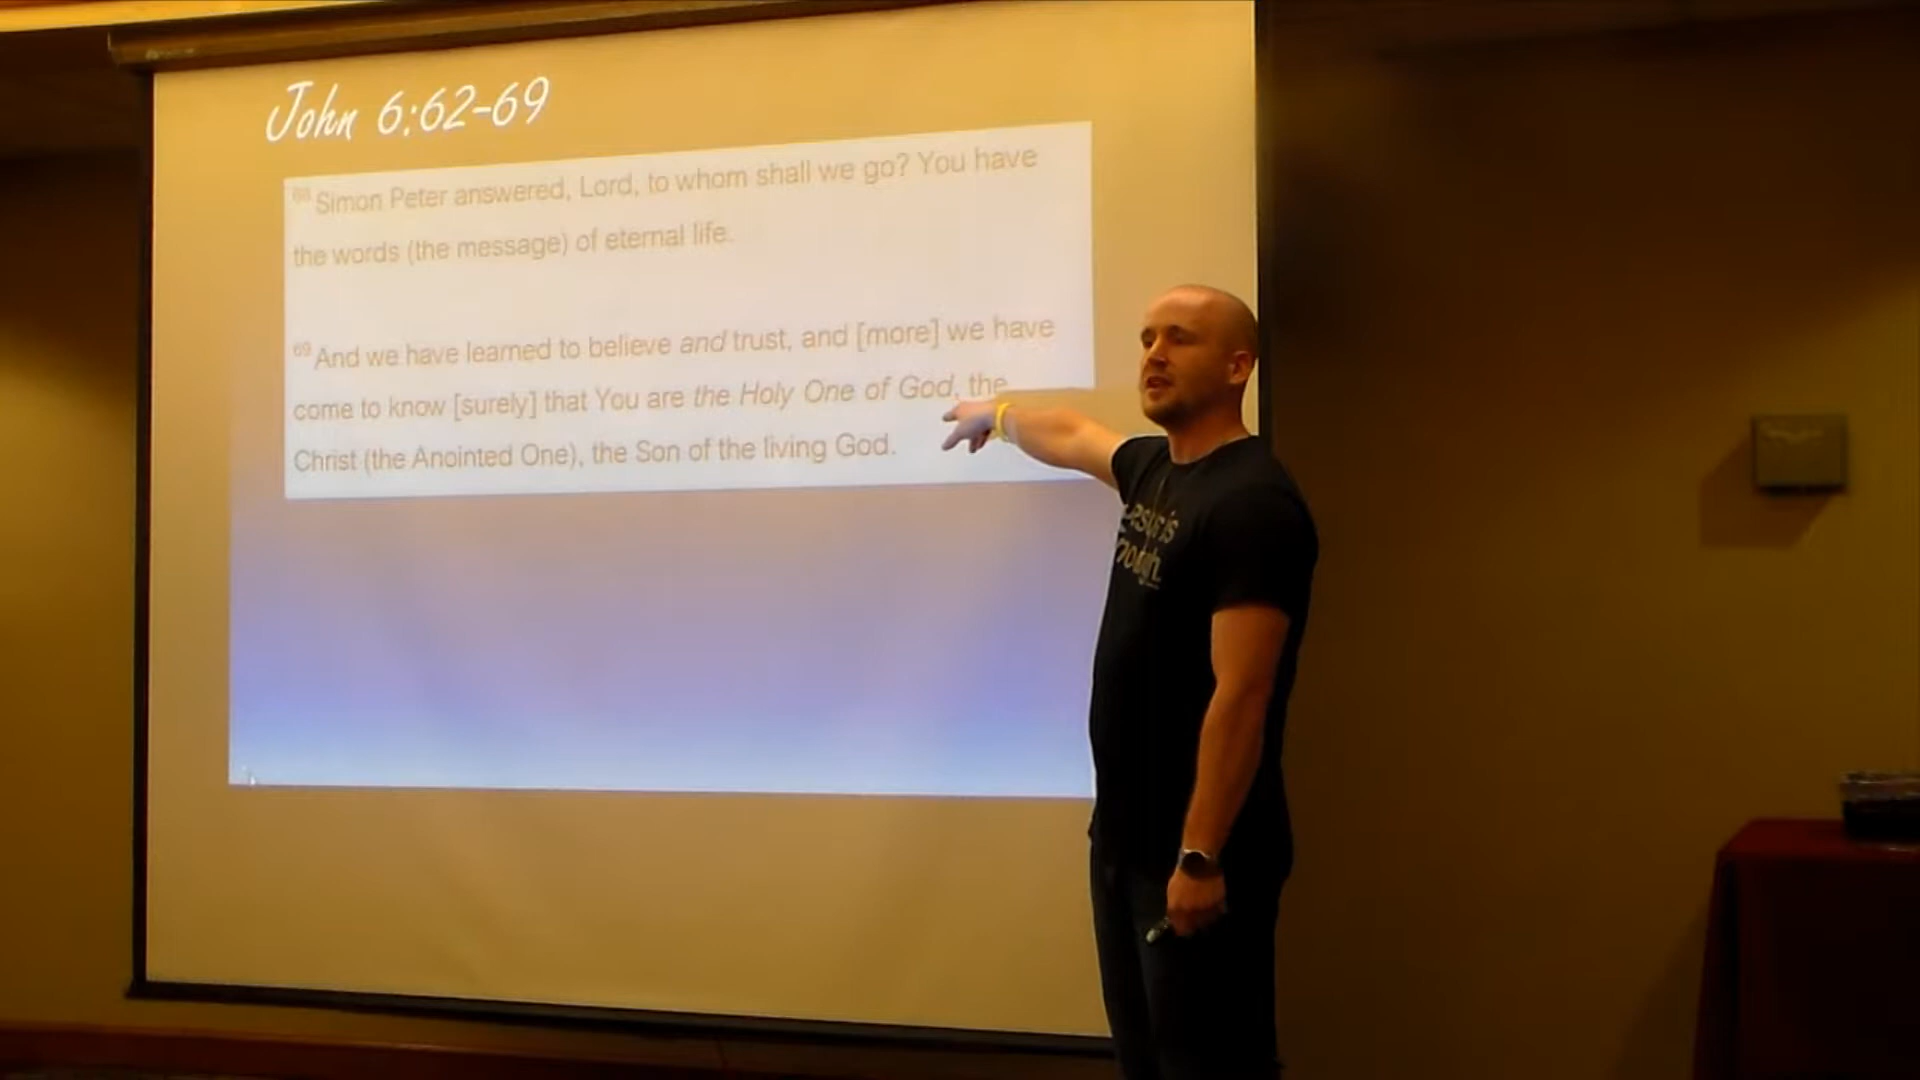 John 6:62-69
68 Simon Peter answered, Lord, to whom shall we go? You have
the words (the message) of eternal life.
69 And we have learned to believe and trust, and [more] we have
come to know [surely] that You are the Holy One of God, the
Christ (the Anointed One), the Son of the living God.
Jesus is
enough.